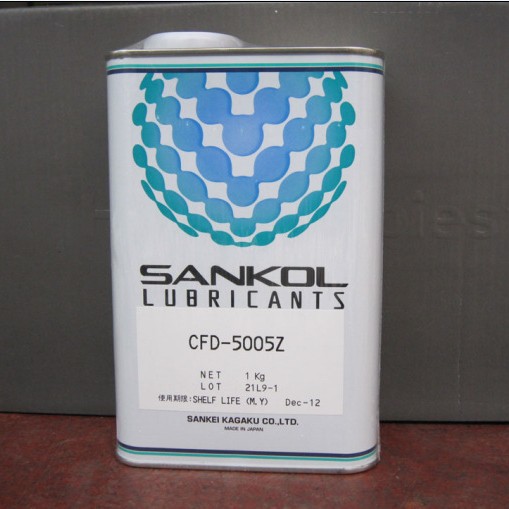 SANKOL
LUBRICANTS
CFD-5005Z
NET 1 Kg
LOT 21L9-1
使用期限:SHELF LIFE (M,Y) Dec-12
SANKEI KAGAKU CO.,LTD.
MADE IN JAPAN